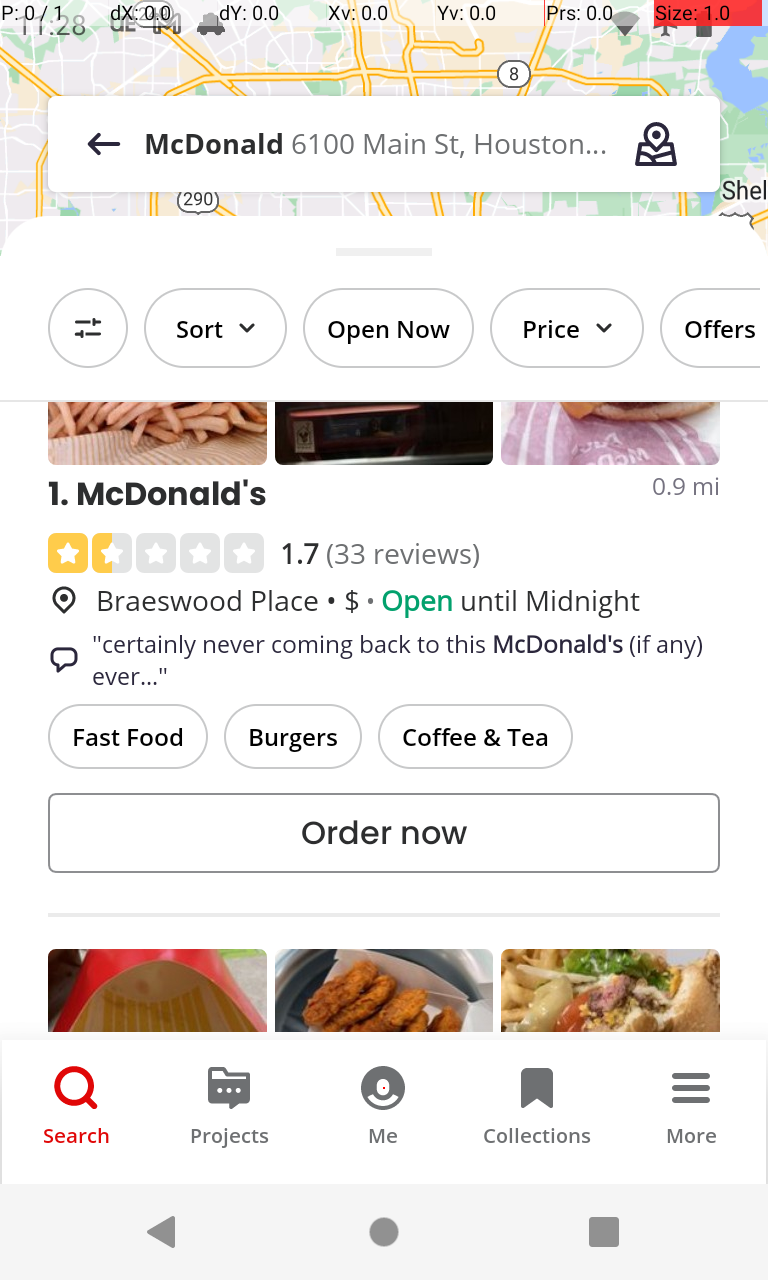 P: 0 / 1 dX: 0.0 dY: 0.0 Xv: 0.0 Yv: 0.0 Prs: 0.0 Size: 1.0
11:28
8
McDonald 6100 Main St, Houston...
290
Shel
Sort Open Now Price Offers
1. McDonald's 0.9 mi
1.7 (33 reviews)
Braeswood Place • $ • Open until Midnight
"certainly never coming back to this McDonald's (if any)
ever…"
Fast Food Burgers Coffee & Tea
Order now
Search Projects Me Collections More